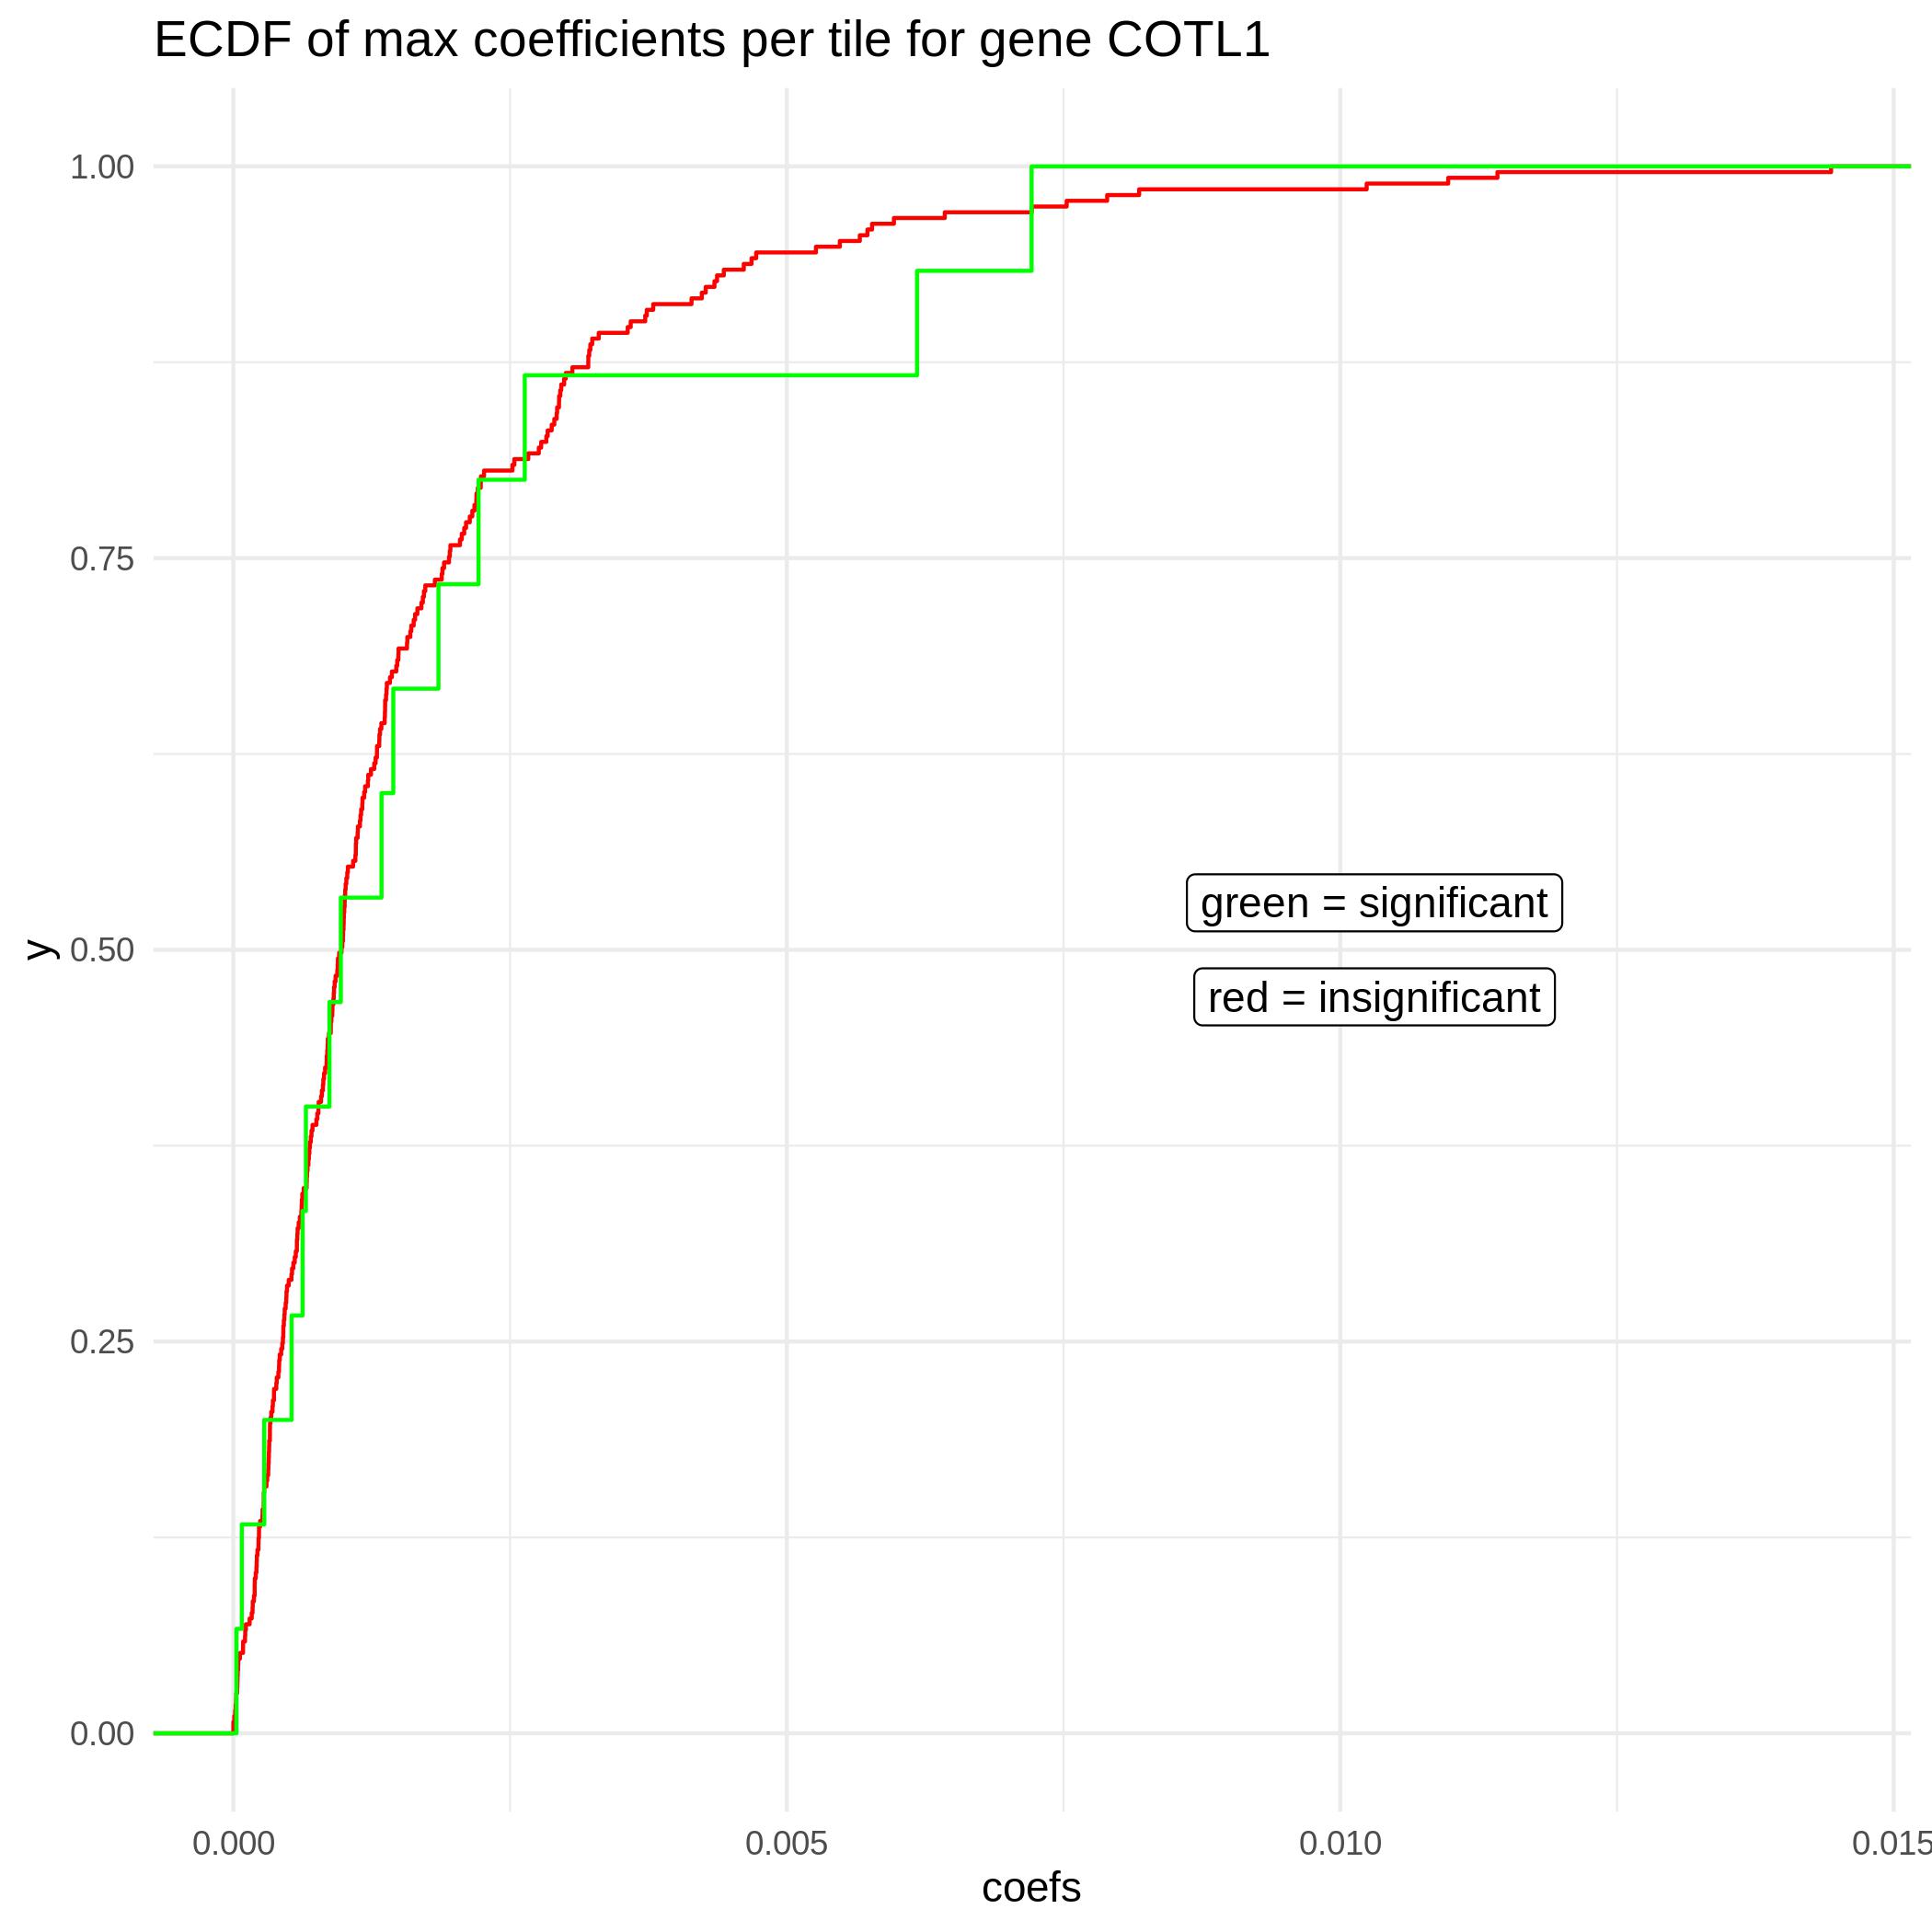 ECDF of max coefficients per tile for gene COTL1
1.00
0.75
0.50
0.25
0.00
y
green = significant
red = insignificant
0.000
0.005
0.010
0.015
coefs